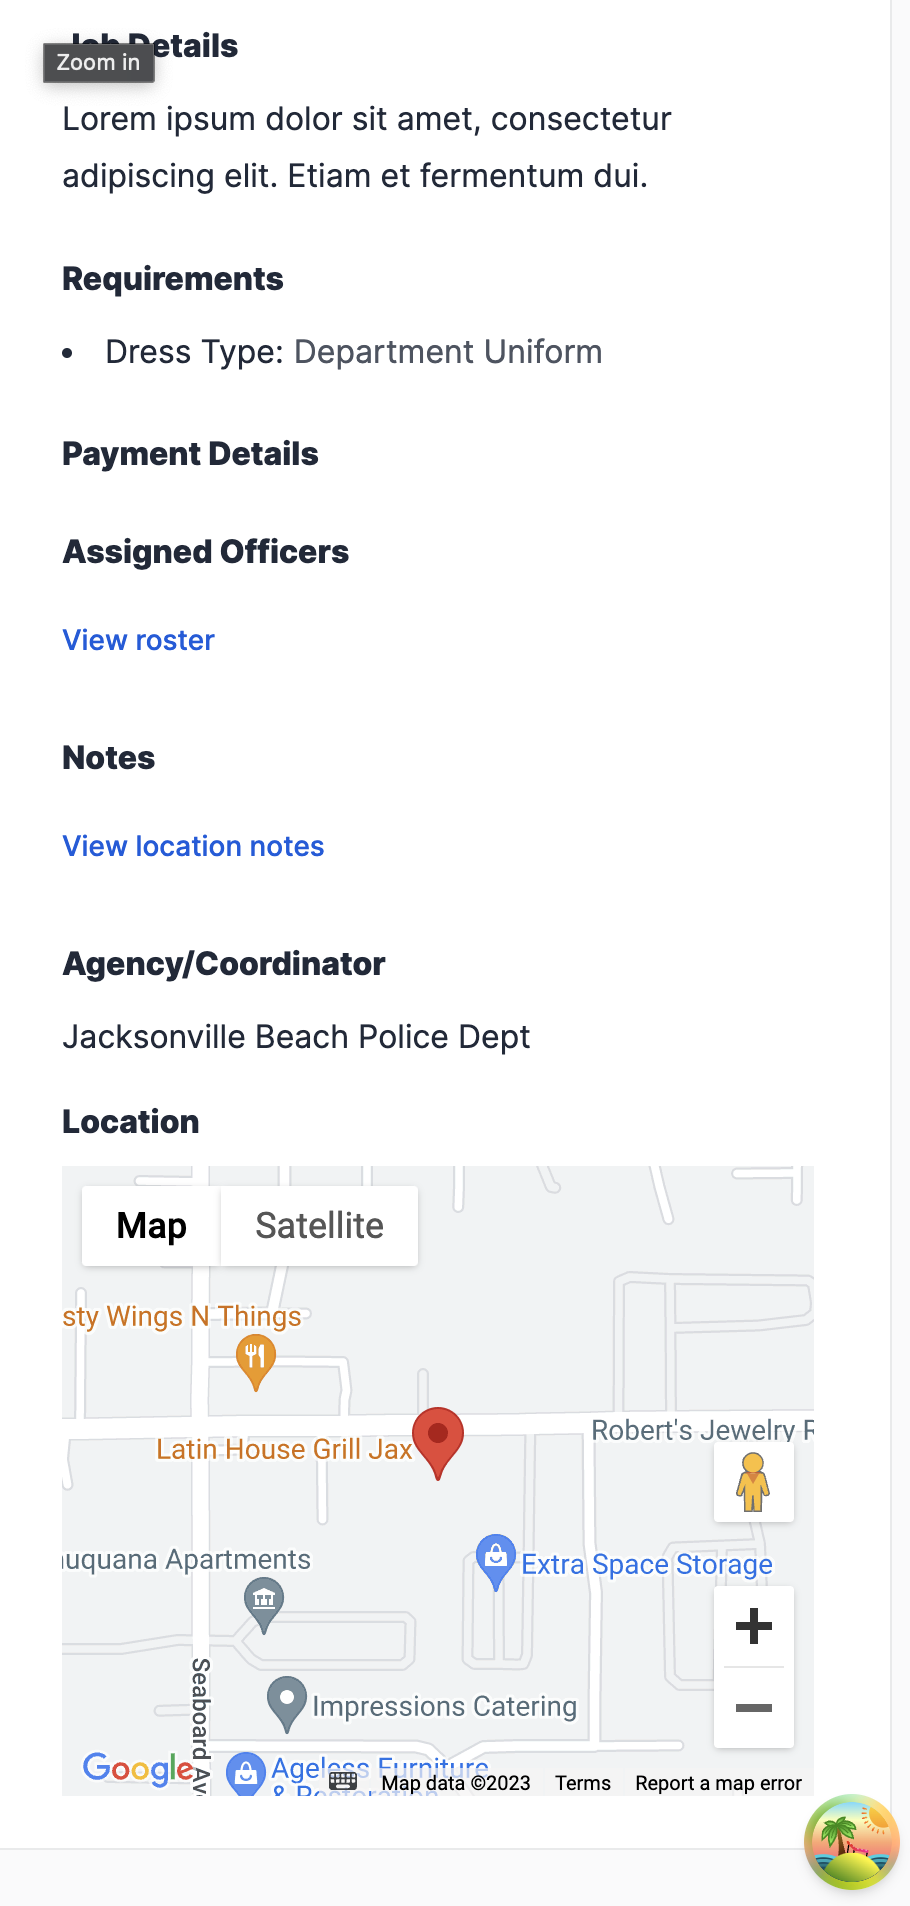 Job Details
Zoom in
Lorem ipsum dolor sit amet, consectetur
adipiscing elit. Etiam et fermentum dui.
Requirements
• Dress Type: Department Uniform
Payment Details
Assigned Officers
View roster
Notes
View location notes
Agency/Coordinator
Jacksonville Beach Police Dept
Location
Map Satellite
sty Wings N Things
Robert's Jewelry R
Latin House Grill Jax
uquana Apartments
Extra Space Storage
Seaboard Av
Impressions Catering
Google
Ageless Furniture
& Restoration
Map data ©2023 Terms Report a map error